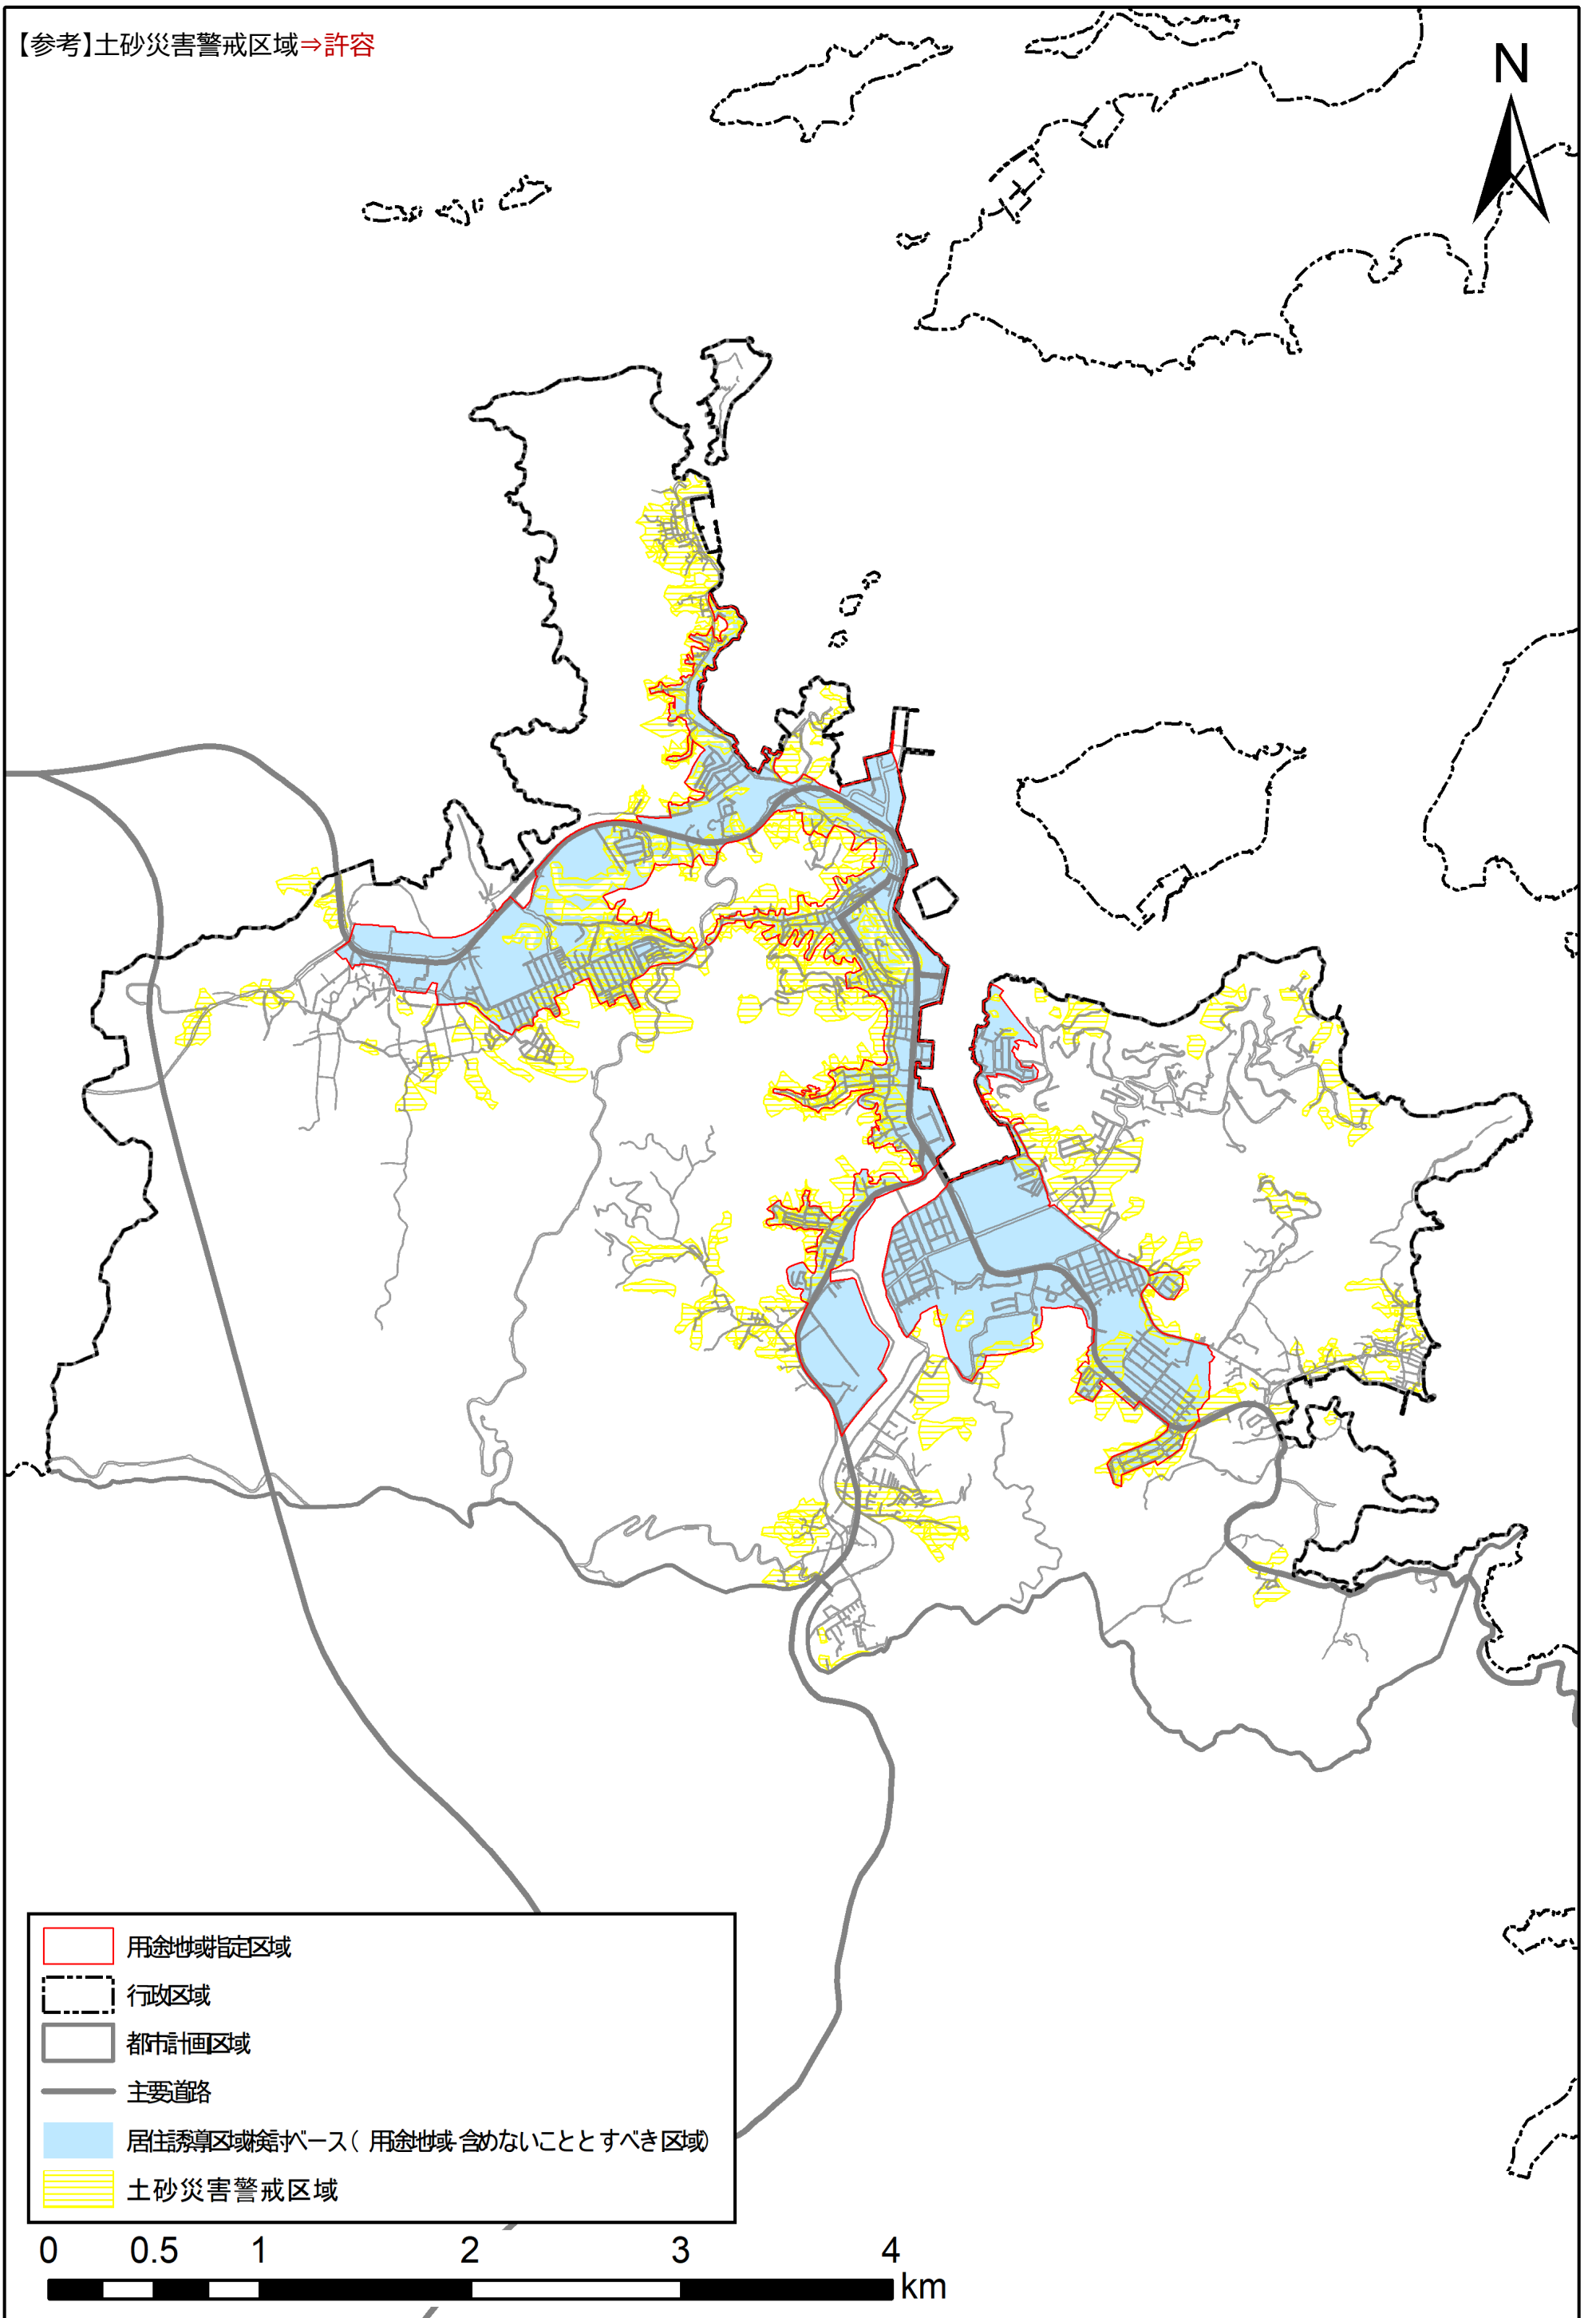 【参考】土砂災害警戒区域⇒許容
N
用途地域指定区域
行政区域
都市計画区域
主要道路
居住誘導区域検討ベース（用途地域-含めないこととすべき区域）
土砂災害警戒区域
0 0.5 1 2 3 4
km